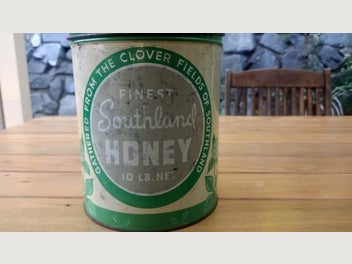 GATHERED FROM THE CLOVER FIELDS OF SOUTHLAND
FINEST
Southland
HONEY
10 LB. NET